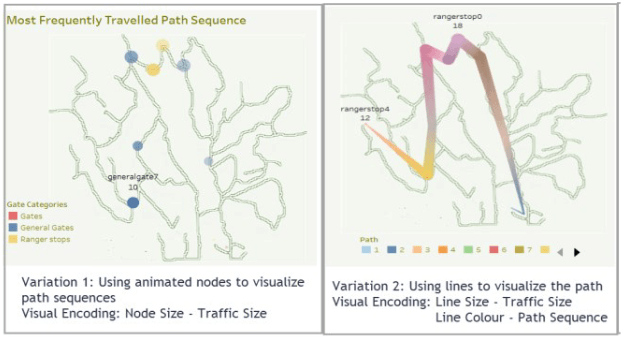 Most Frequently Travelled Path Sequence
generalgate7
10
Gate Categories
Gates
General Gates
Ranger stops
Variation 1: Using animated nodes to visualize
path sequences
Visual Encoding: Node Size - Traffic Size
rangerstop0
18
rangerstop4
12
Path
1 2 3 4 5 6 7
Variation 2: Using lines to visualize the path
Visual Encoding: Line Size - Traffic Size
Line Colour - Path Sequence